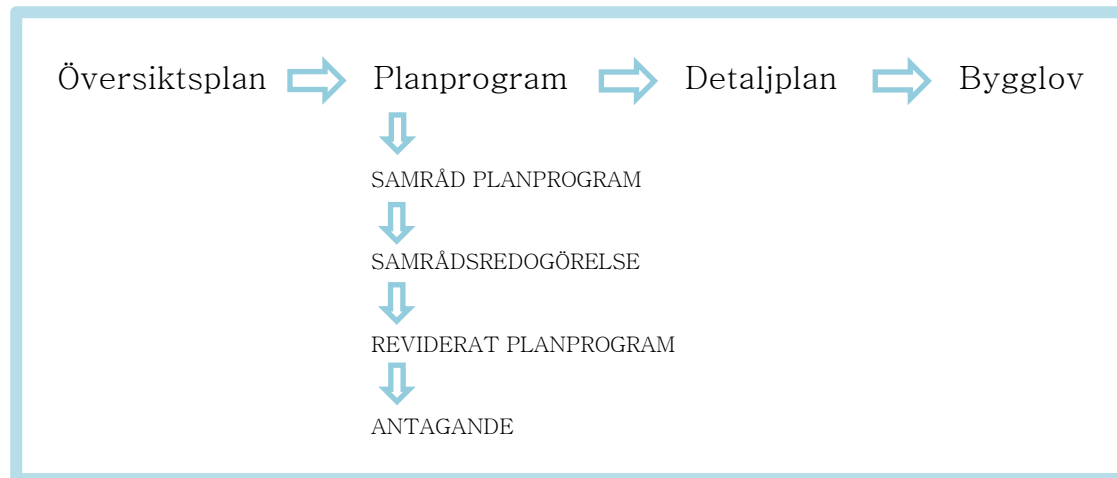 Översiktsplan Planprogram Detaljplan Bygglov
SAMRÅD PLANPROGRAM
SAMRÅDSREDOGÖRELSE
REVIDERAT PLANPROGRAM
ANTAGANDE